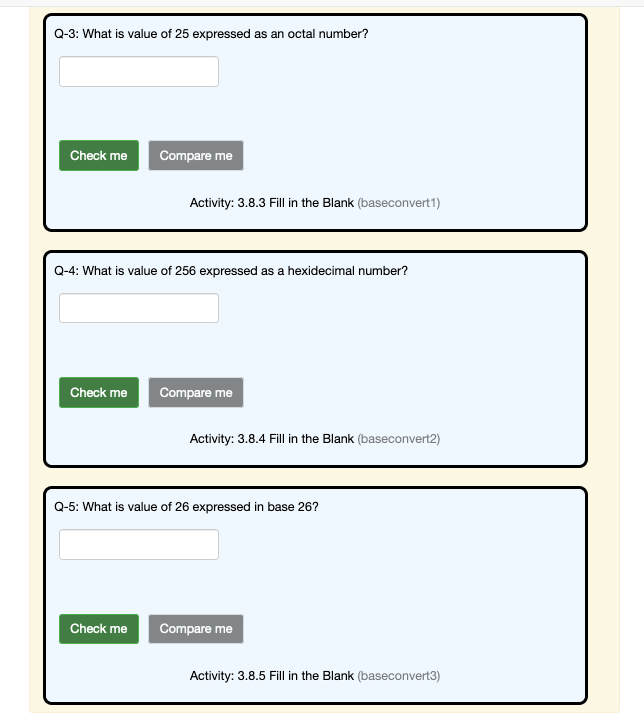 Q-3: What is value of 25 expressed as an octal number?
Check me Compare me
Activity: 3.8.3 Fill in the Blank (baseconvert1)
Q-4: What is value of 256 expressed as a hexidecimal number?
Check me Compare me
Activity: 3.8.4 Fill in the Blank (baseconvert2)
Q-5: What is value of 26 expressed in base 26?
Check me Compare me
Activity: 3.8.5 Fill in the Blank (baseconvert3)